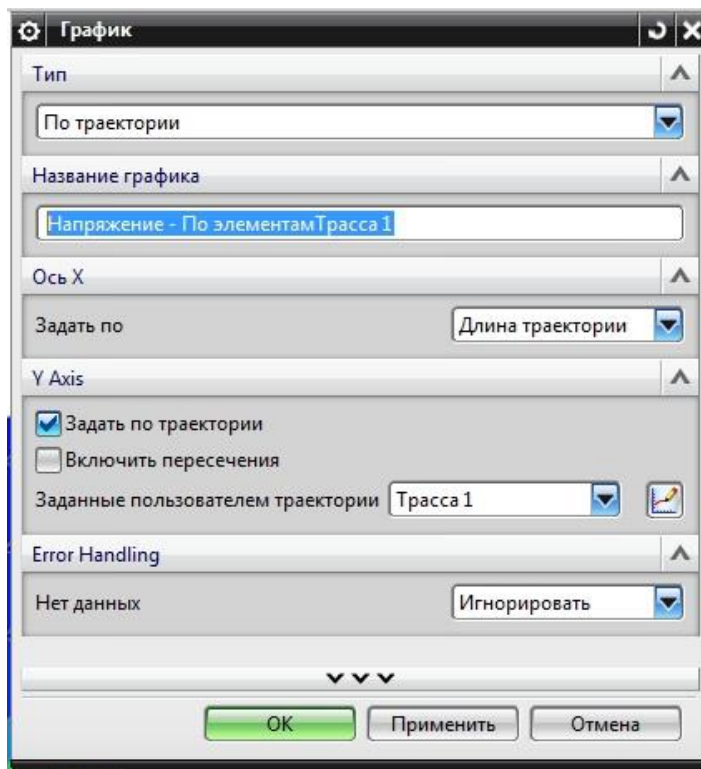 График
Тип
По траектории
Название графика
Напряжение - По элементамТрасса 1
Ось X
Задать по Длина траектории
Y Axis
Задать по траектории
Включить пересечения
Заданные пользователем траектории Трасса 1
Error Handling
Нет данных Игнорировать
OK Применить Отмена